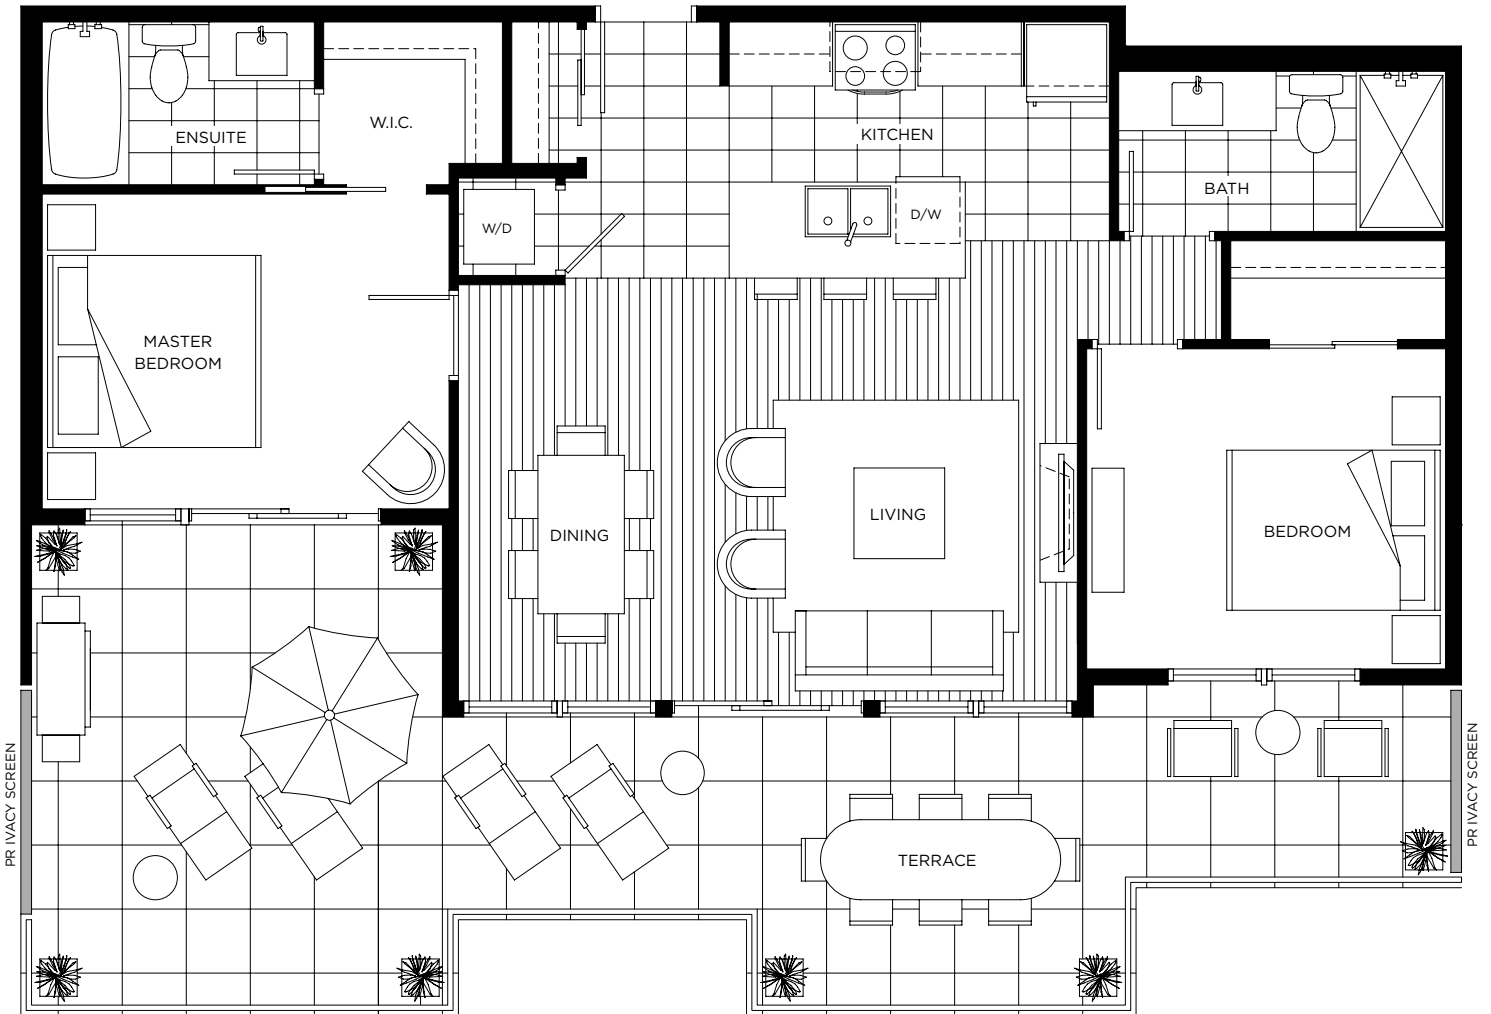 ENSUITE
W.I.C.
KITCHEN
BATH
W/D
D/W
MASTER
BEDROOM
DINING
LIVING
BEDROOM
PR IVACY SCREEN
PR IVACY SCREEN
TERRACE